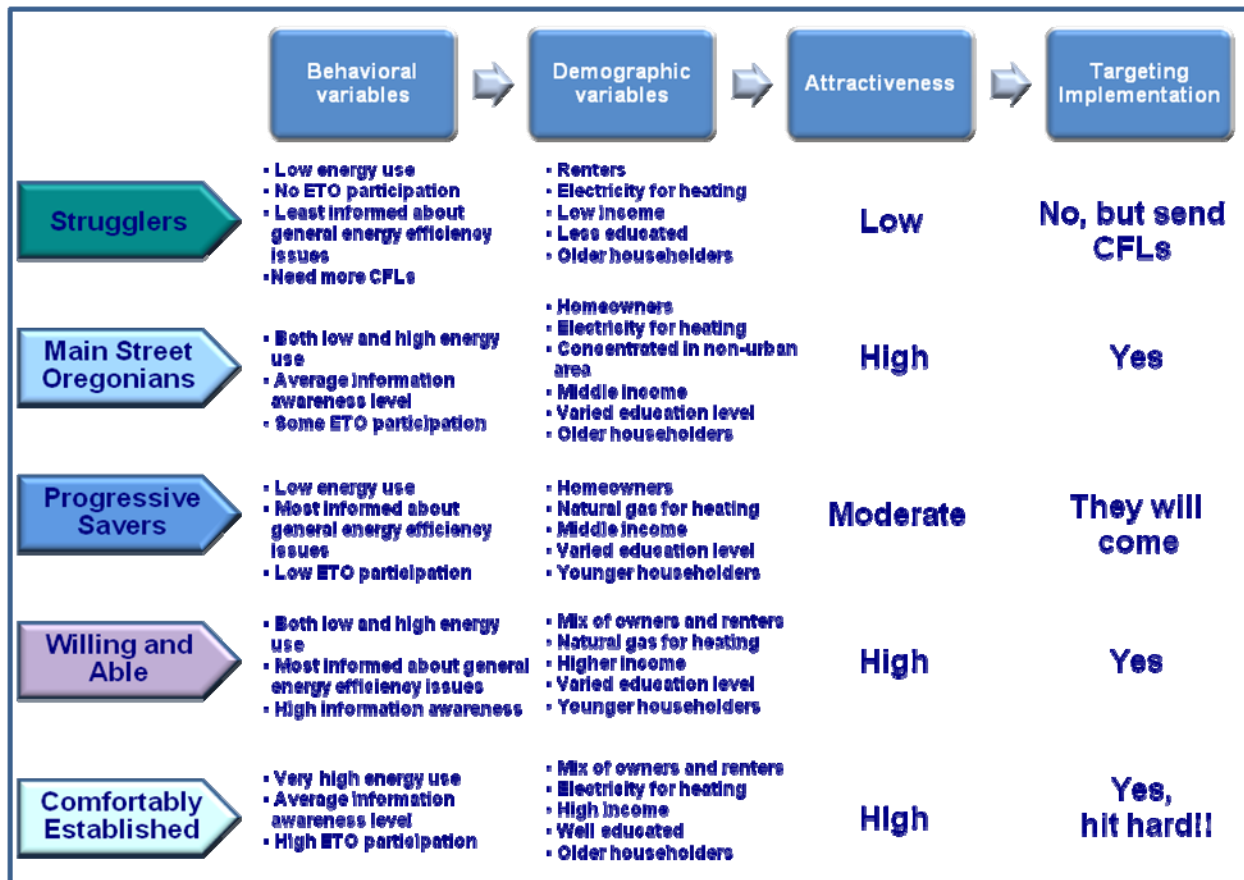 Behavioral
variables
Demographic
variables
Attractiveness
Targeting
Implementation
Strugglers
▪ Low energy use
▪ No ETO participation
▪ Least informed about
general energy efficiency
issues
▪Need more CFLs
▪ Renters
▪ Electricity for heating
▪ Low income
▪ Less educated
▪ Older householders
Low
No, but send
CFLs
Main Street
Oregonians
▪ Both low and high energy
use
▪ Average information
awareness level
▪ Some ETO participation
▪ Homeowners
▪ Electricity for heating
▪ Concentrated in non-urban
area
▪ Middle income
▪ Varied education level
▪ Older householders
High
Yes
Progressive
Savers
▪ Low energy use
▪ Most informed about
general energy efficiency
issues
▪ Low ETO participation
▪ Homeowners
▪ Natural gas for heating
▪ Middle income
▪ Varied education level
▪ Younger householders
Moderate
They will
come
Willing and
Able
▪ Both low and high energy
use
▪ Most informed about general
energy efficiency issues
▪ High information awareness
▪ Mix of owners and renters
▪ Natural gas for heating
▪ Higher income
▪ Varied education level
▪ Younger householders
High
Yes
Comfortably
Established
▪ Very high energy use
▪ Average information
awareness level
▪ High ETO participation
▪ Mix of owners and renters
▪ Electricity for heating
▪ High income
▪ Well educated
▪ Older householders
High
Yes,
hit hard!!